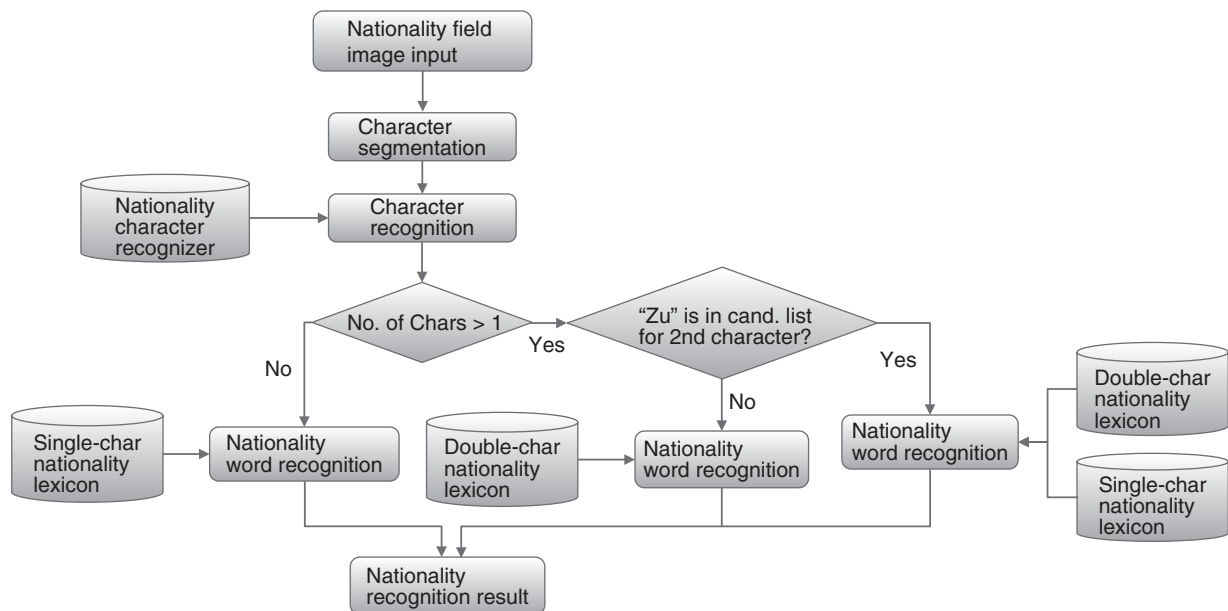 Nationality field
image input
Character
segmentation
Nationality
character
recognizer
Character
recognition
No. of Chars > 1
Yes
No
“Zu” is in cand. list
for 2nd character?
Yes
No
Single-char
nationality
lexicon
Nationality
word recognition
Double-char
nationality
lexicon
Nationality
word recognition
Nationality
word recognition
Double-char
nationality
lexicon
Single-char
nationality
lexicon
Nationality
recognition result